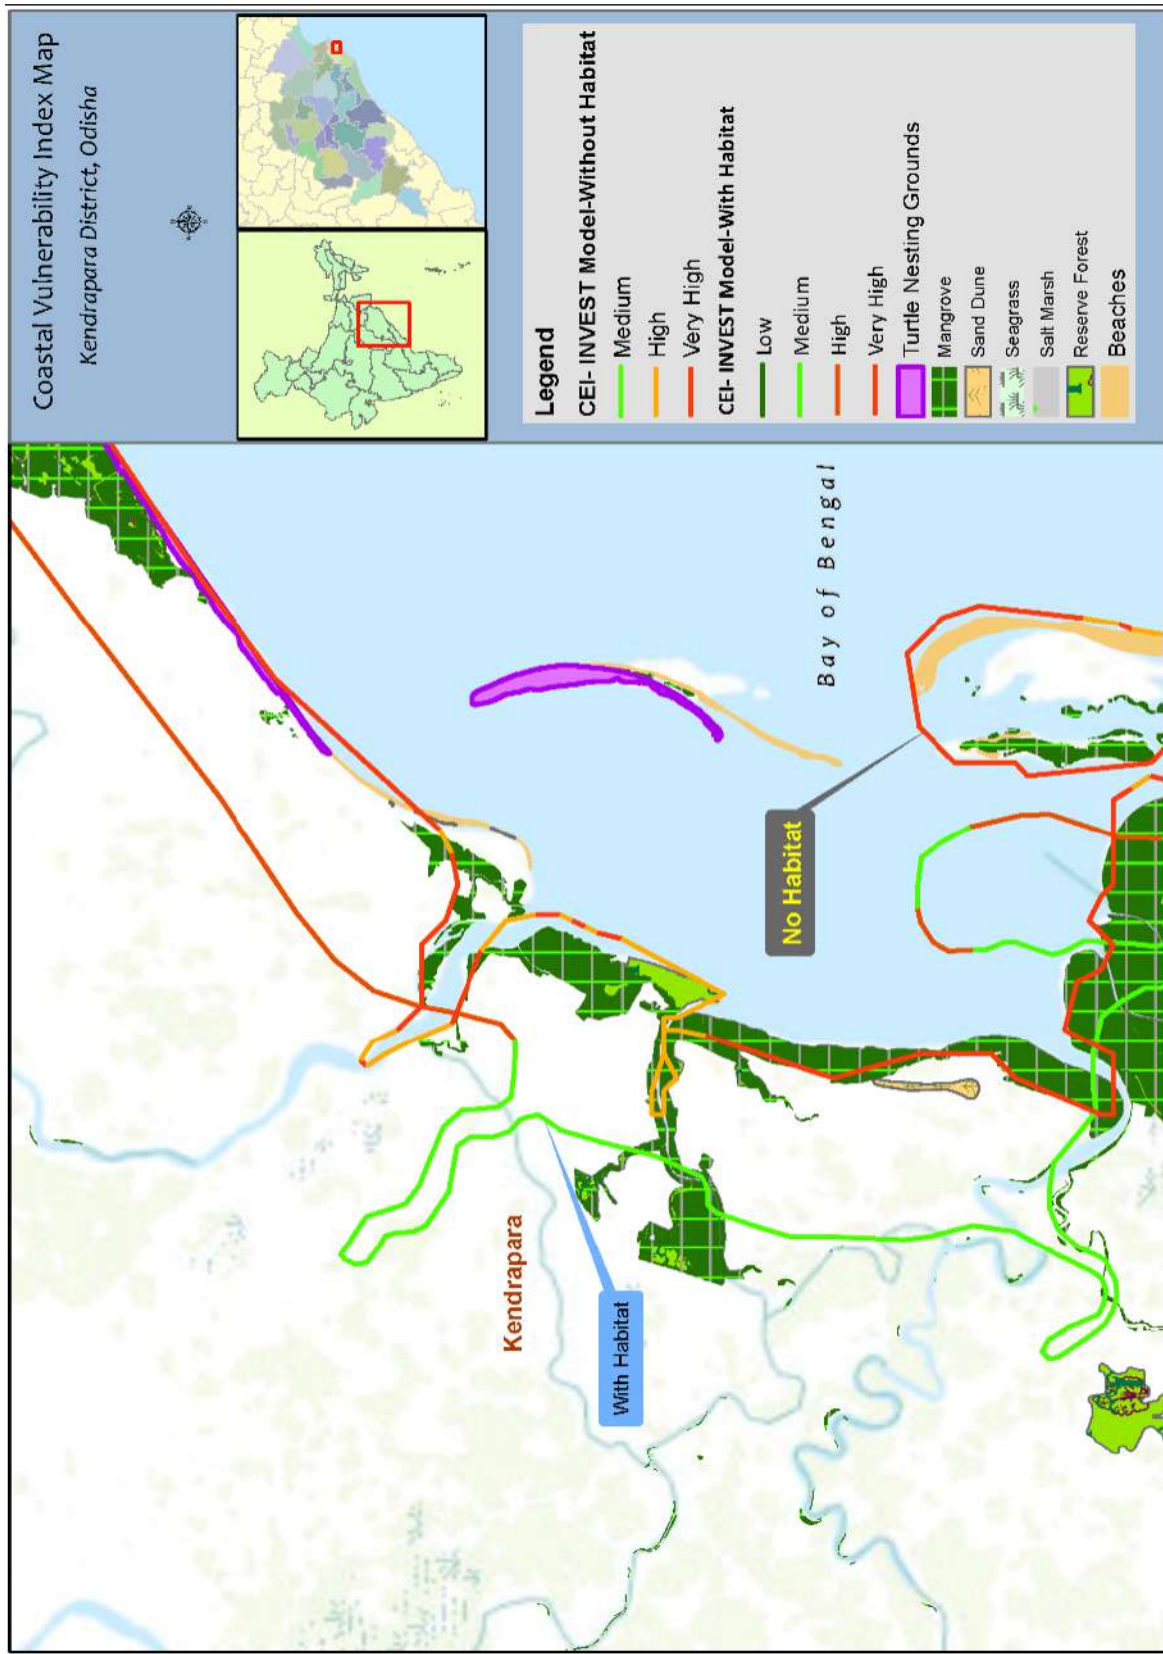 Coastal Vulnerability Index Map
Kendrapara District, Odisha
Legend
CEI- INVEST Model-Without Habitat
Medium
High
Very High
CEI- INVEST Model-With Habitat
Low
Medium
High
Very High
Turtle Nesting Grounds
Mangrove
Sand Dune
Seagrass
Salt Marsh
Reserve Forest
Beaches
Bay of Bengal
No Habitat
Kendrapara
With Habitat